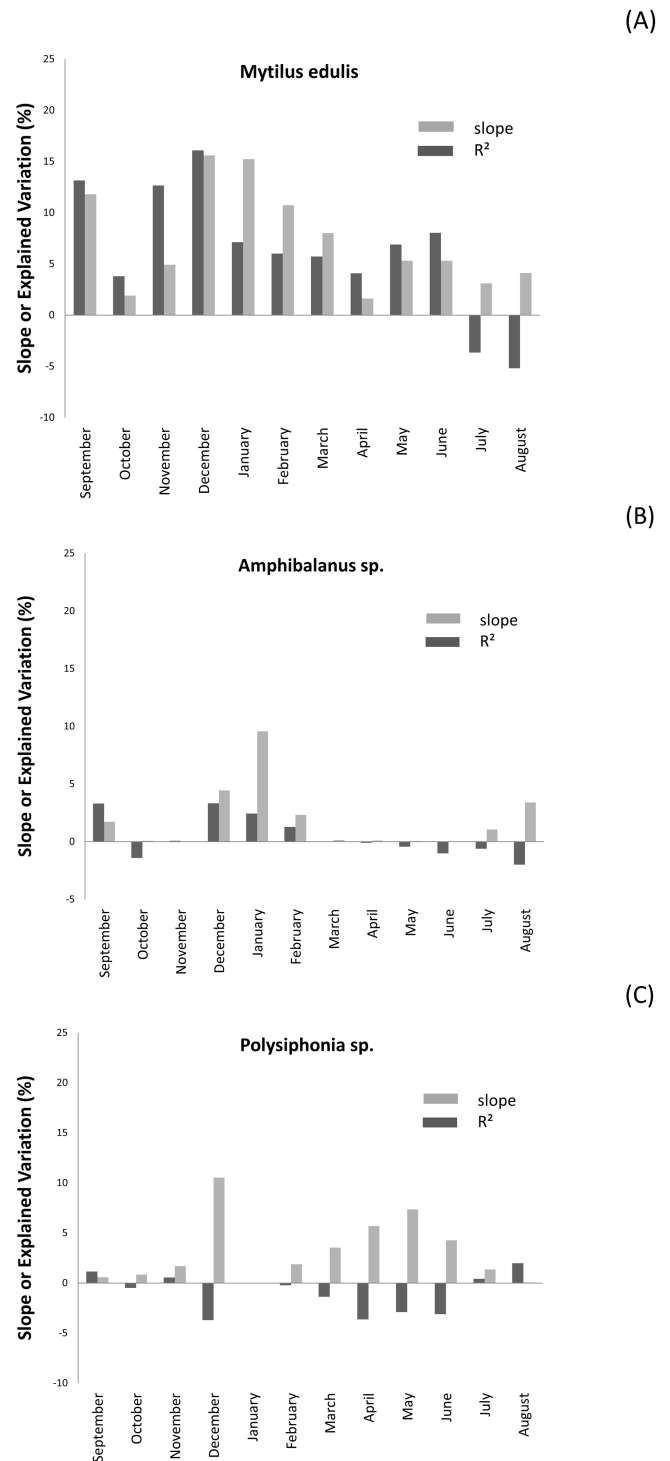 (A)
Mytilus edulis
Slope or Explained Variation (%)
25
20
15
10
5
0
-5
-10
slope
R²
September
October
November
December
January
February
March
April
May
June
July
August
(B)
Amphibalanus sp.
Slope or Explained Variation (%)
25
20
15
10
5
0
-5
slope
R²
September
October
November
December
January
February
March
April
May
June
July
August
(C)
Polysiphonia sp.
Slope or Explained Variation (%)
25
20
15
10
5
0
-5
-10
slope
R²
September
October
November
December
January
February
March
April
May
June
July
August